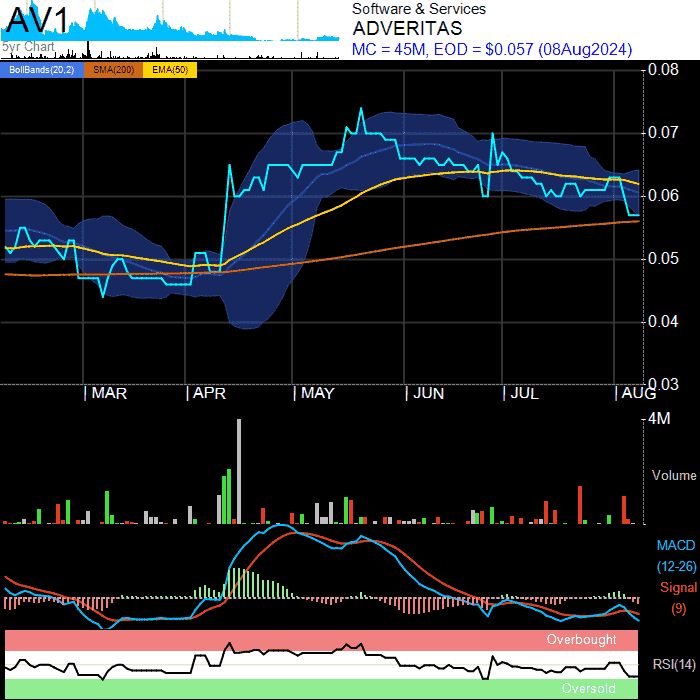 AV1
5yr Chart
Software & Services
ADVERITAS
MC = 45M, EOD = $0.057 (08Aug2024)
BollBands(20,2) SMA(200) EMA(50)
0.08
0.07
0.06
0.05
0.04
0.03
MAR APR MAY JUN JUL AUG
4M
Volume
MACD
(12-26)
Signal
(9)
Overbought
RSI(14)
Oversold